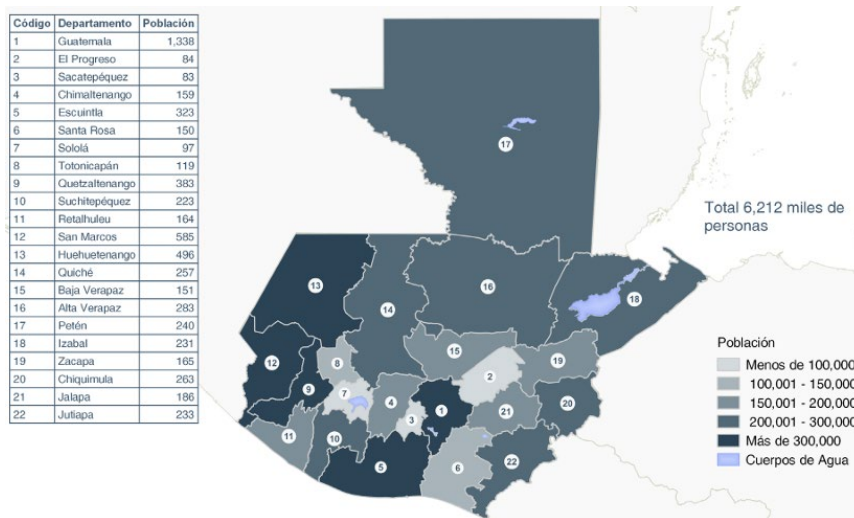 Código Departamento Población
1 Guatemala 1,338
2 El Progreso 84
3 Sacatepéquez 83
4 Chimaltenango 159
5 Escuintla 323
6 Santa Rosa 150
7 Sololá 97
8 Totonicapán 119
9 Quetzaltenango 383
10 Suchitepéquez 223
11 Retalhuleu 164
12 San Marcos 585
13 Huehuetenango 496
14 Quiché 257
15 Baja Verapaz 151
16 Alta Verapaz 283
17 Petén 240
18 Izabal 231
19 Zacapa 165
20 Chiquimula 263
21 Jalapa 186
22 Jutiapa 233
17
Total 6,212 miles de
personas
13
16
18
14
15
19
12
8
2
9
7
4
20
3
1
21
11
10
22
5
6
Población
Menos de 100,000
100,001 - 150,000
150,001 - 200,000
200,001 - 300,000
Más de 300,000
Cuerpos de Agua